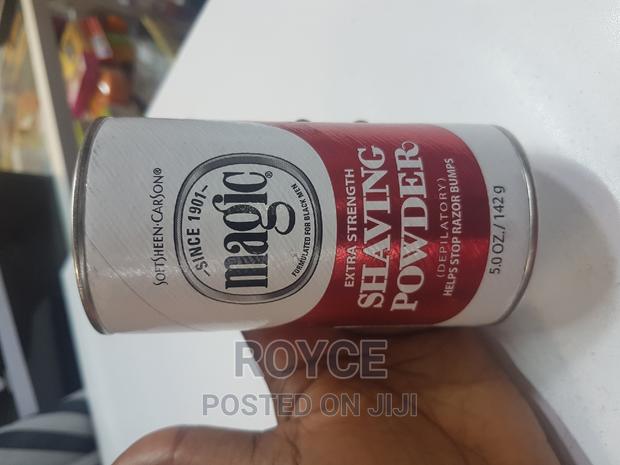 SOFTSHEEN·CARSON®
SINCE 1901
magic®
FORMULATED FOR BLACK MEN
EXTRA STRENGTH
SHAVING
POWDER
(DEPILATORY)
HELPS STOP RAZOR BUMPS
5.0 OZ./142 g
ROYCE
POSTED ON JIJI